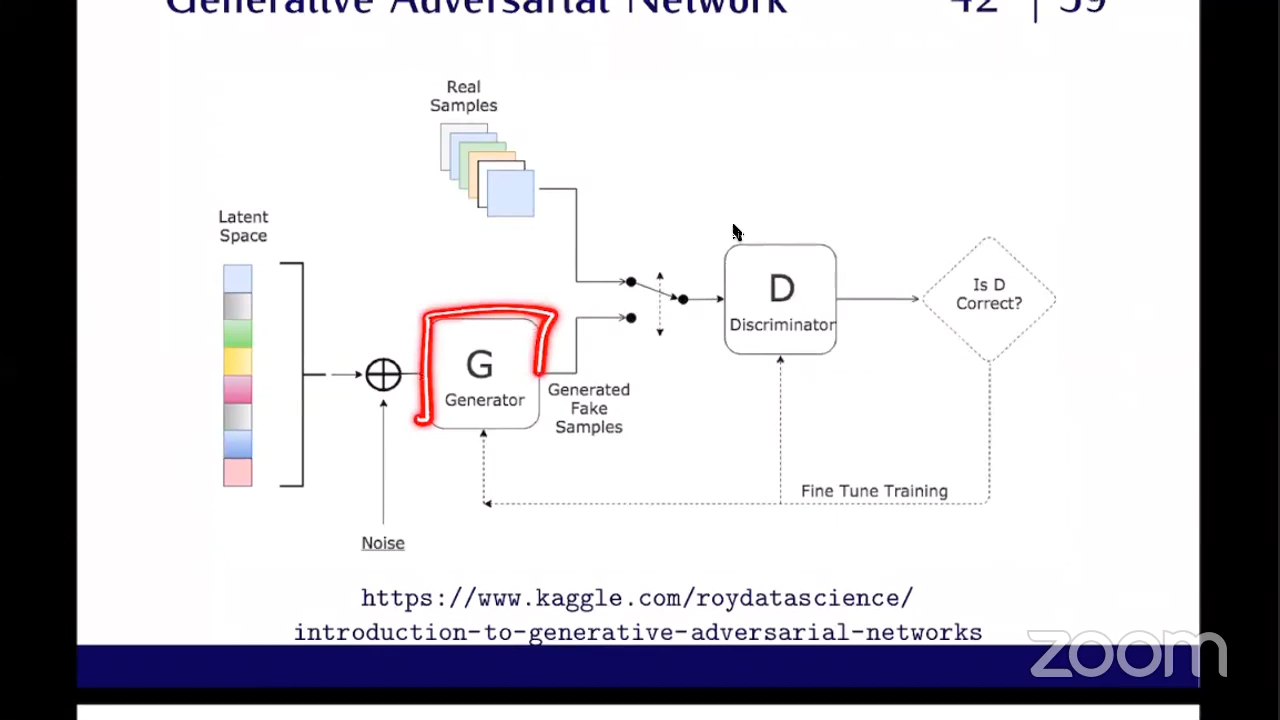 Generative Adversarial Network 42 | 59
Real
Samples
Latent
Space
D
Discriminator
Is D
Correct?
G
Generator
Generated
Fake
Samples
Fine Tune Training
Noise
https://www.kaggle.com/roydatascience/
introduction-to-generative-adversarial-networks
zoom